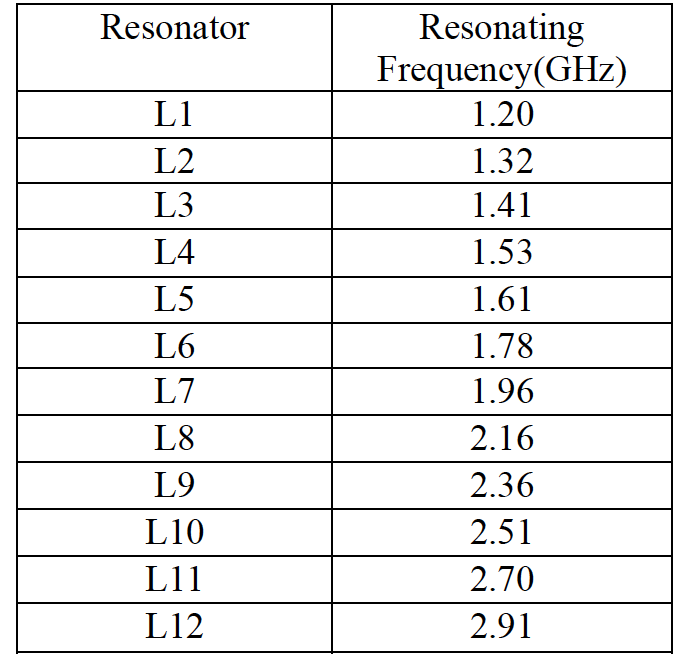 Resonator Resonating
Frequency(GHz)
L1 1.20
L2 1.32
L3 1.41
L4 1.53
L5 1.61
L6 1.78
L7 1.96
L8 2.16
L9 2.36
L10 2.51
L11 2.70
L12 2.91